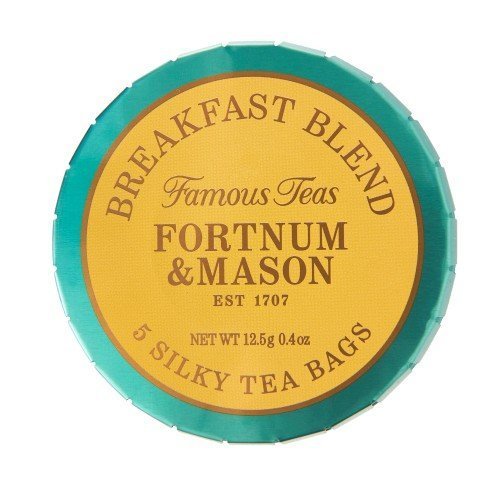 BREAKFAST BLEND
Famous Teas
FORTNUM
&MASON
EST 1707
NET WT 12.5g 0.4oz
5 SILKY TEA BAGS